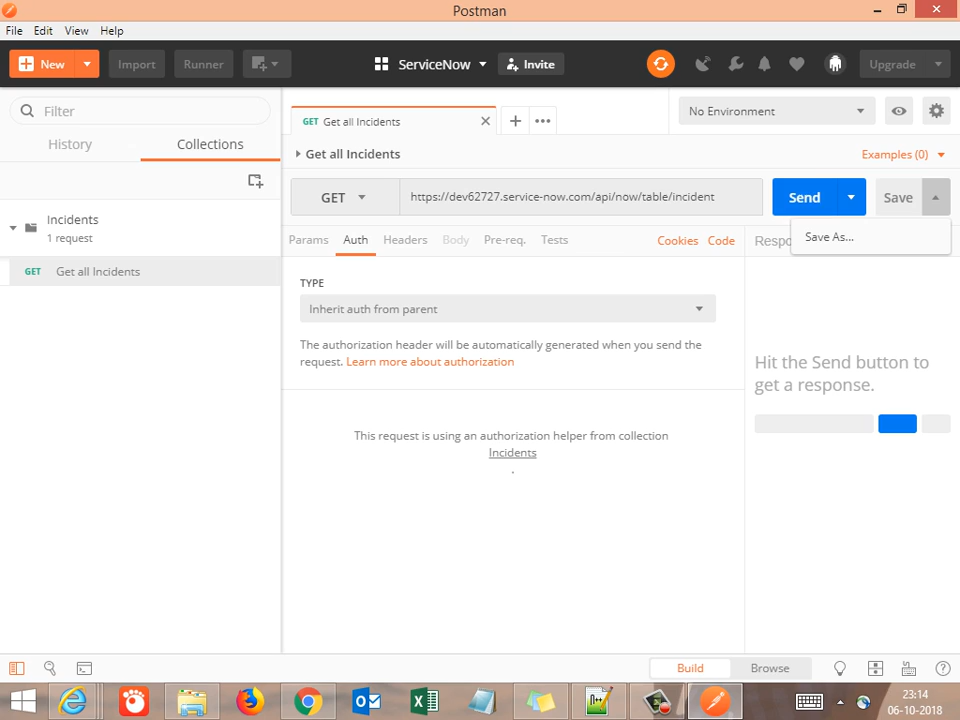 Postman
File Edit View Help
New Import Runner ServiceNow Invite Upgrade
Filter
History Collections
Incidents
1 request
GET Get all Incidents
GET Get all Incidents
No Environment
Get all Incidents
Examples (0)
GET https://dev62727.service-now.com/api/now/table/incident Send Save
Save As...
Params Auth Headers Body Pre-req. Tests Cookies Code Respo
TYPE
Inherit auth from parent
The authorization header will be automatically generated when you send the
request. Learn more about authorization
This request is using an authorization helper from collection
Incidents
.
Hit the Send button to
get a response.
Build Browse
23:14
06-10-2018